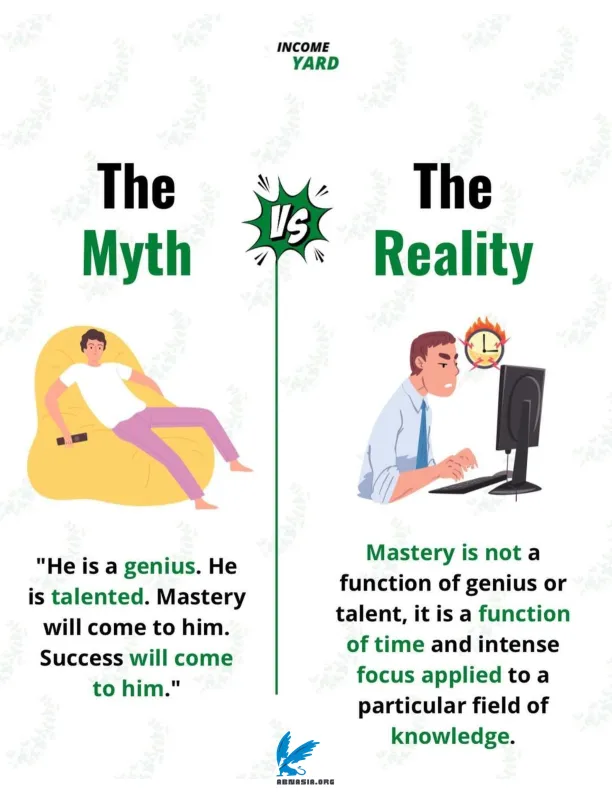 INCOME
YARD
The
Myth
VS
The
Reality
"He is a genius. He
is talented. Mastery
will come to him.
Success will come
to him."
Mastery is not a
function of genius or
talent, it is a function
of time and intense
focus applied to a
particular field of
knowledge.
ABNASIA.ORG